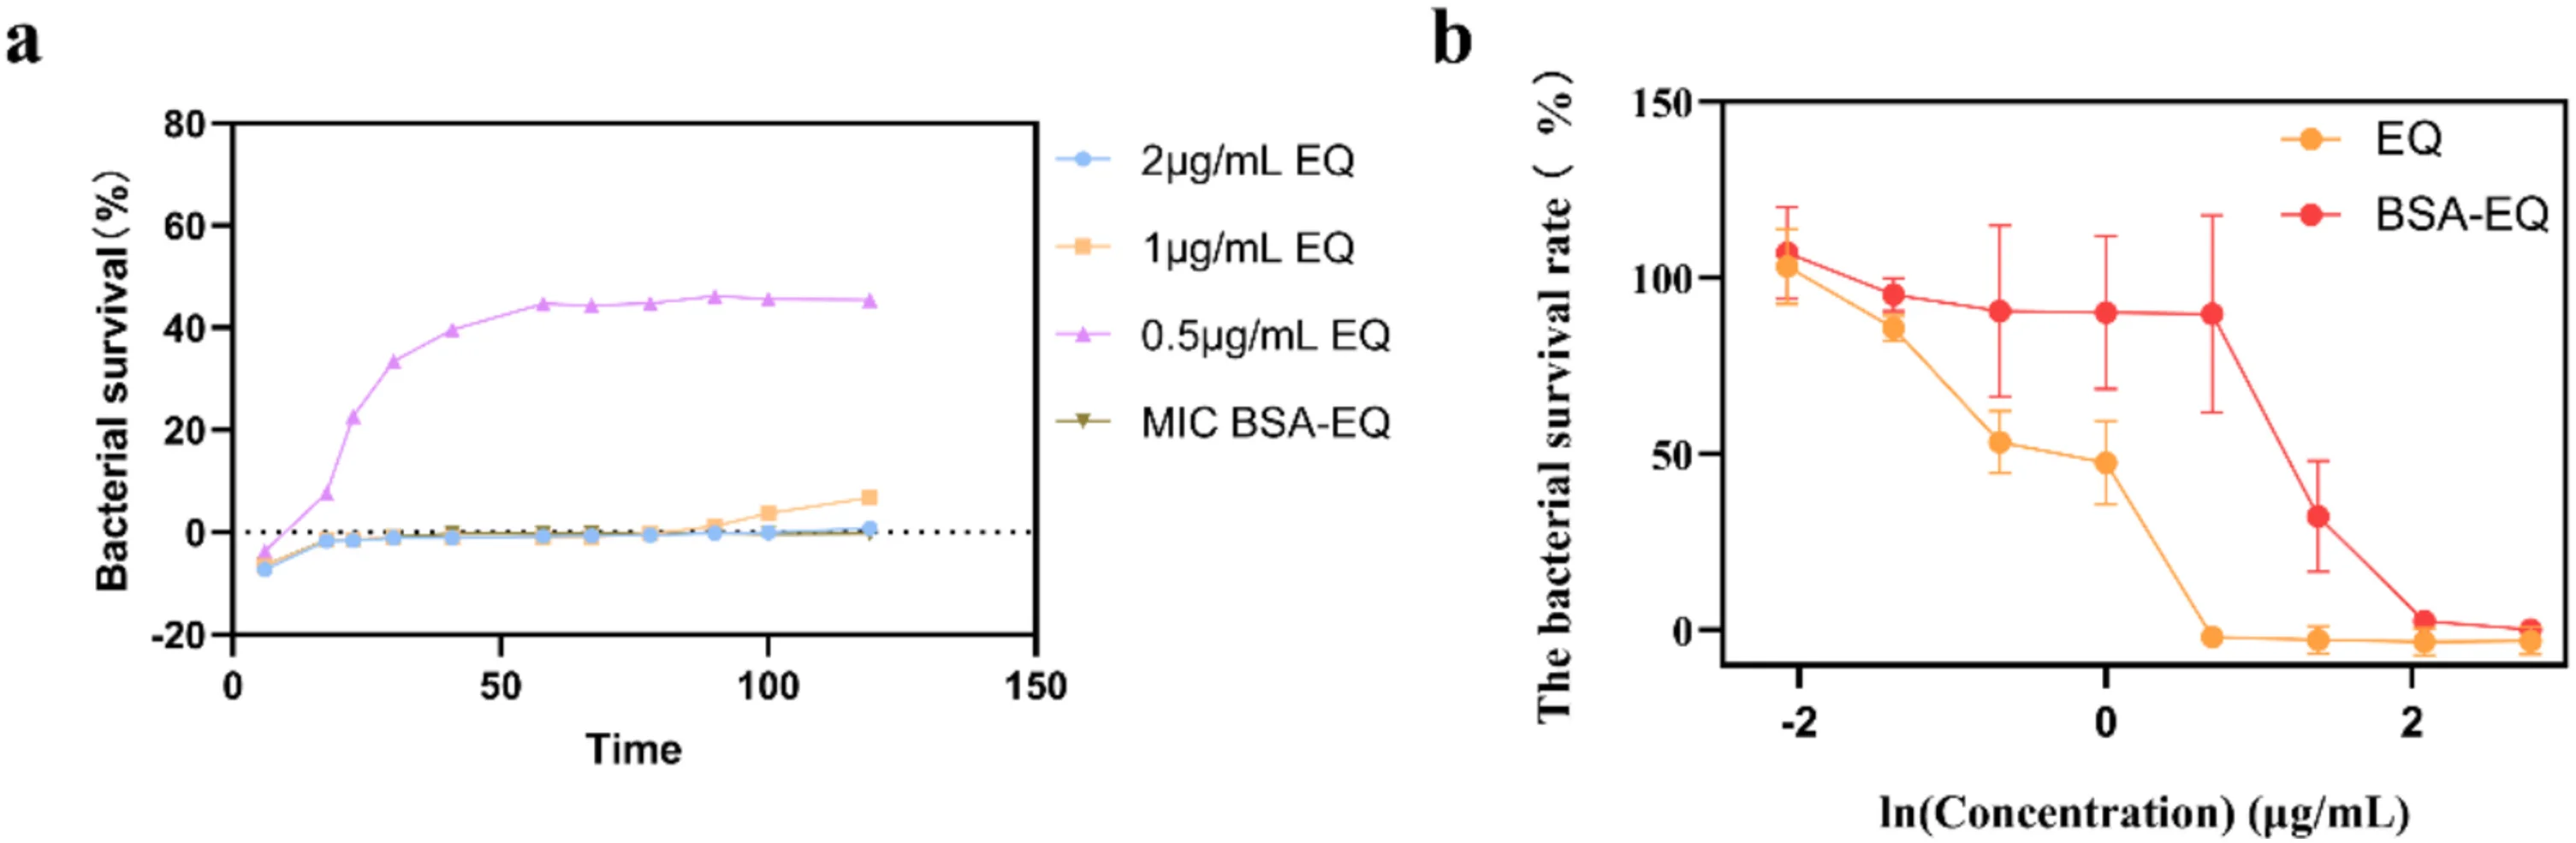 a
Bacterial survival(%)
80
60
40
20
0
-20
0 50 100 150
Time
2μg/mL EQ
1μg/mL EQ
0.5μg/mL EQ
MIC BSA-EQ
b
The bacterial survival rate ( %)
150
100
50
0
-2 0 2
ln(Concentration) (μg/mL)
EQ
BSA-EQ